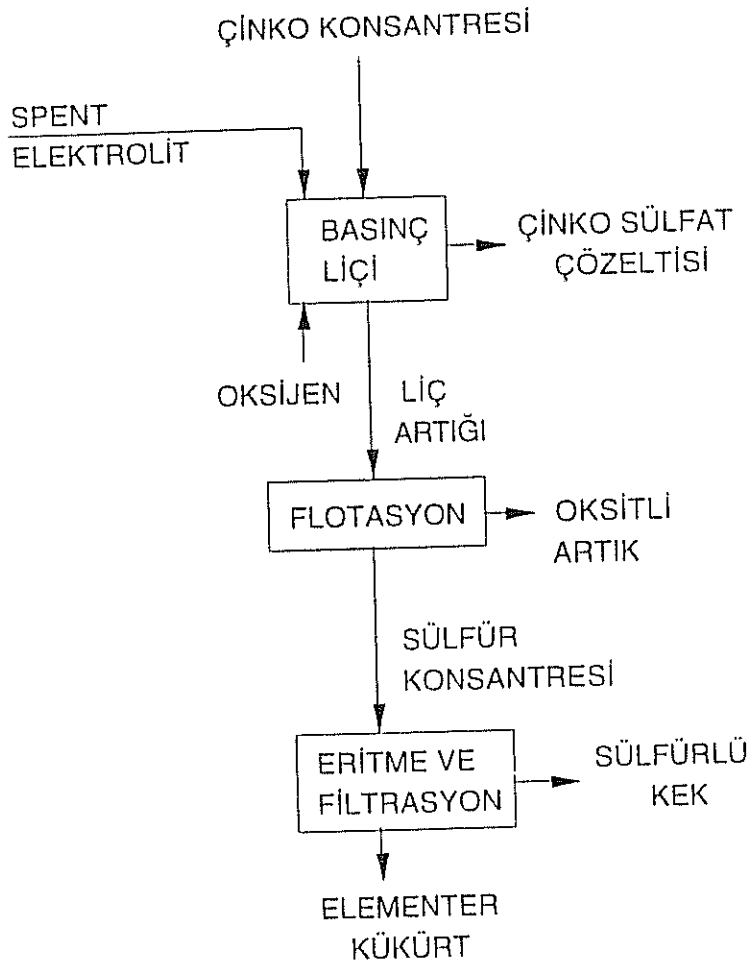 ÇİNKO KONSANTRESİ
SPENT
ELEKTROLİT
BASINÇ
LİÇİ
ÇİNKO SÜLFAT
ÇÖZELTİSİ
OKSİJEN
LİÇ
ARTIĞI
FLOTASYON
OKSİTLİ
ARTIK
SÜLFÜR
KONSANTRESİ
ERİTME VE
FİLTRASYON
SÜLFÜRLÜ
KEK
ELEMENTER
KÜKÜRT